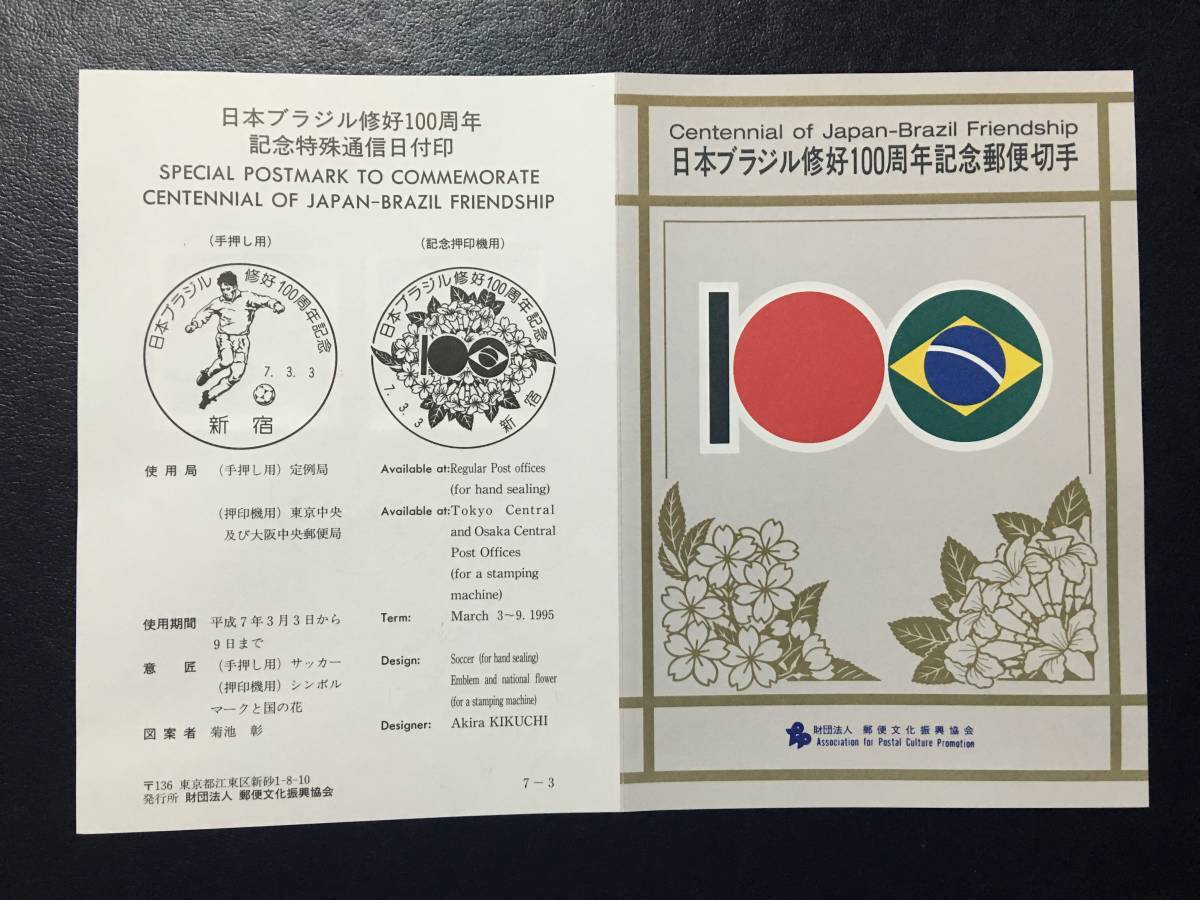 日本ブラジル修好100周年
記念特殊通信日付印
SPECIAL POSTMARK TO COMMEMORATE
CENTENNIAL OF JAPAN-BRAZIL FRIENDSHIP
(手押し用)
日本ブラジル 修好100周年記念
7.3.3
新宿
(記念押印機用)
日本ブラジル修好100周年記念
100
7.3.3
新宿
使用局 (手押し用) 定例局
(押印機用) 東京中央
及び大阪中央郵便局
使用期間 平成7年3月3日から
9日まで
意匠 (手押し用) サッカー
(押印機用) シンボル
マークと国の花
図案者 菊池 彰
Available at:Regular Post offices
(for hand sealing)
Available at:Tokyo Central
and Osaka Central
Post Offices
(for a stamping
machine)
Term: March 3~9. 1995
Design: Soccer (for hand sealing)
Emblem and national flower
(for a stamping machine)
Designer: Akira KIKUCHI
〒136 東京都江東区新砂1-8-10
発行所 財団法人 郵便文化振興協会
7-3
Centennial of Japan-Brazil Friendship
日本ブラジル修好100周年記念郵便切手
100
財団法人 郵便文化振興協会
Association for Postal Culture Promotion